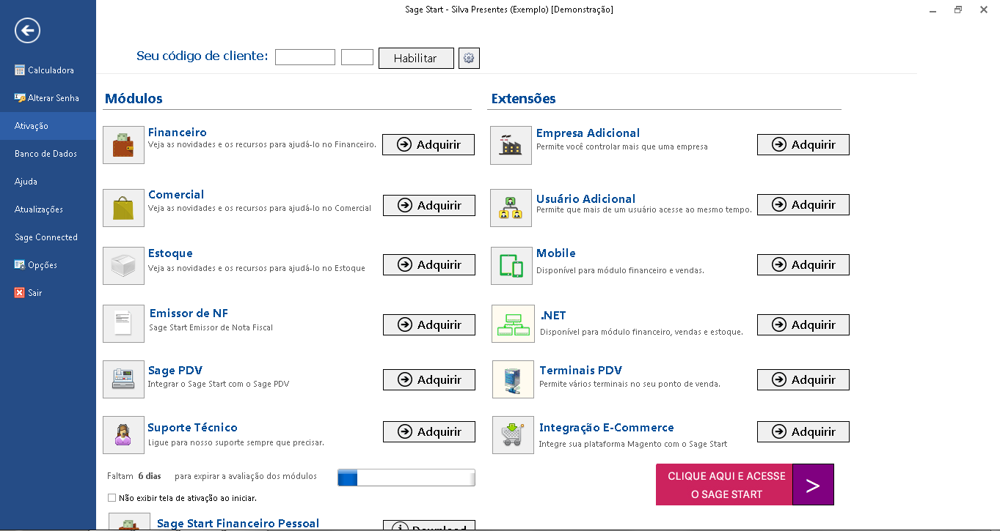 Sage Start - Silva Presentes (Exemplo) [Demonstração]
Calculadora
Alterar Senha
Ativação
Banco de Dados
Ajuda
Atualizações
Sage Connected
Opções
Sair
Seu código de cliente:
Habilitar
Módulos
Financeiro
Veja as novidades e os recursos para ajudá-lo no Financeiro.
Adquirir
Comercial
Veja as novidades e os recursos para ajudá-lo no Comercial
Adquirir
Estoque
Veja as novidades e os recursos para ajudá-lo no Estoque
Adquirir
Emissor de NF
Sage Start Emissor de Nota Fiscal
Adquirir
Sage PDV
Integrar o Sage Start com o Sage PDV
Adquirir
Suporte Técnico
Ligue para nosso suporte sempre que precisar.
Adquirir
Extensões
Empresa Adicional
Permite você controlar mais que uma empresa
Adquirir
Usuário Adicional
Permite que mais de um usuário acesse ao mesmo tempo.
Adquirir
Mobile
Disponível para módulo financeiro e vendas.
Adquirir
.NET
Disponível para módulo financeiro, vendas e estoque.
Adquirir
Terminais PDV
Permite vários terminais no seu ponto de venda.
Adquirir
Integração E-Commerce
Integre sua plataforma Magento com o Sage Start
Adquirir
Faltam 6 dias para expirar a avaliação dos módulos
Não exibir tela de ativação ao iniciar.
CLIQUE AQUI E ACESSE
O SAGE START
>
Sage Start Financeiro Pessoal
Download